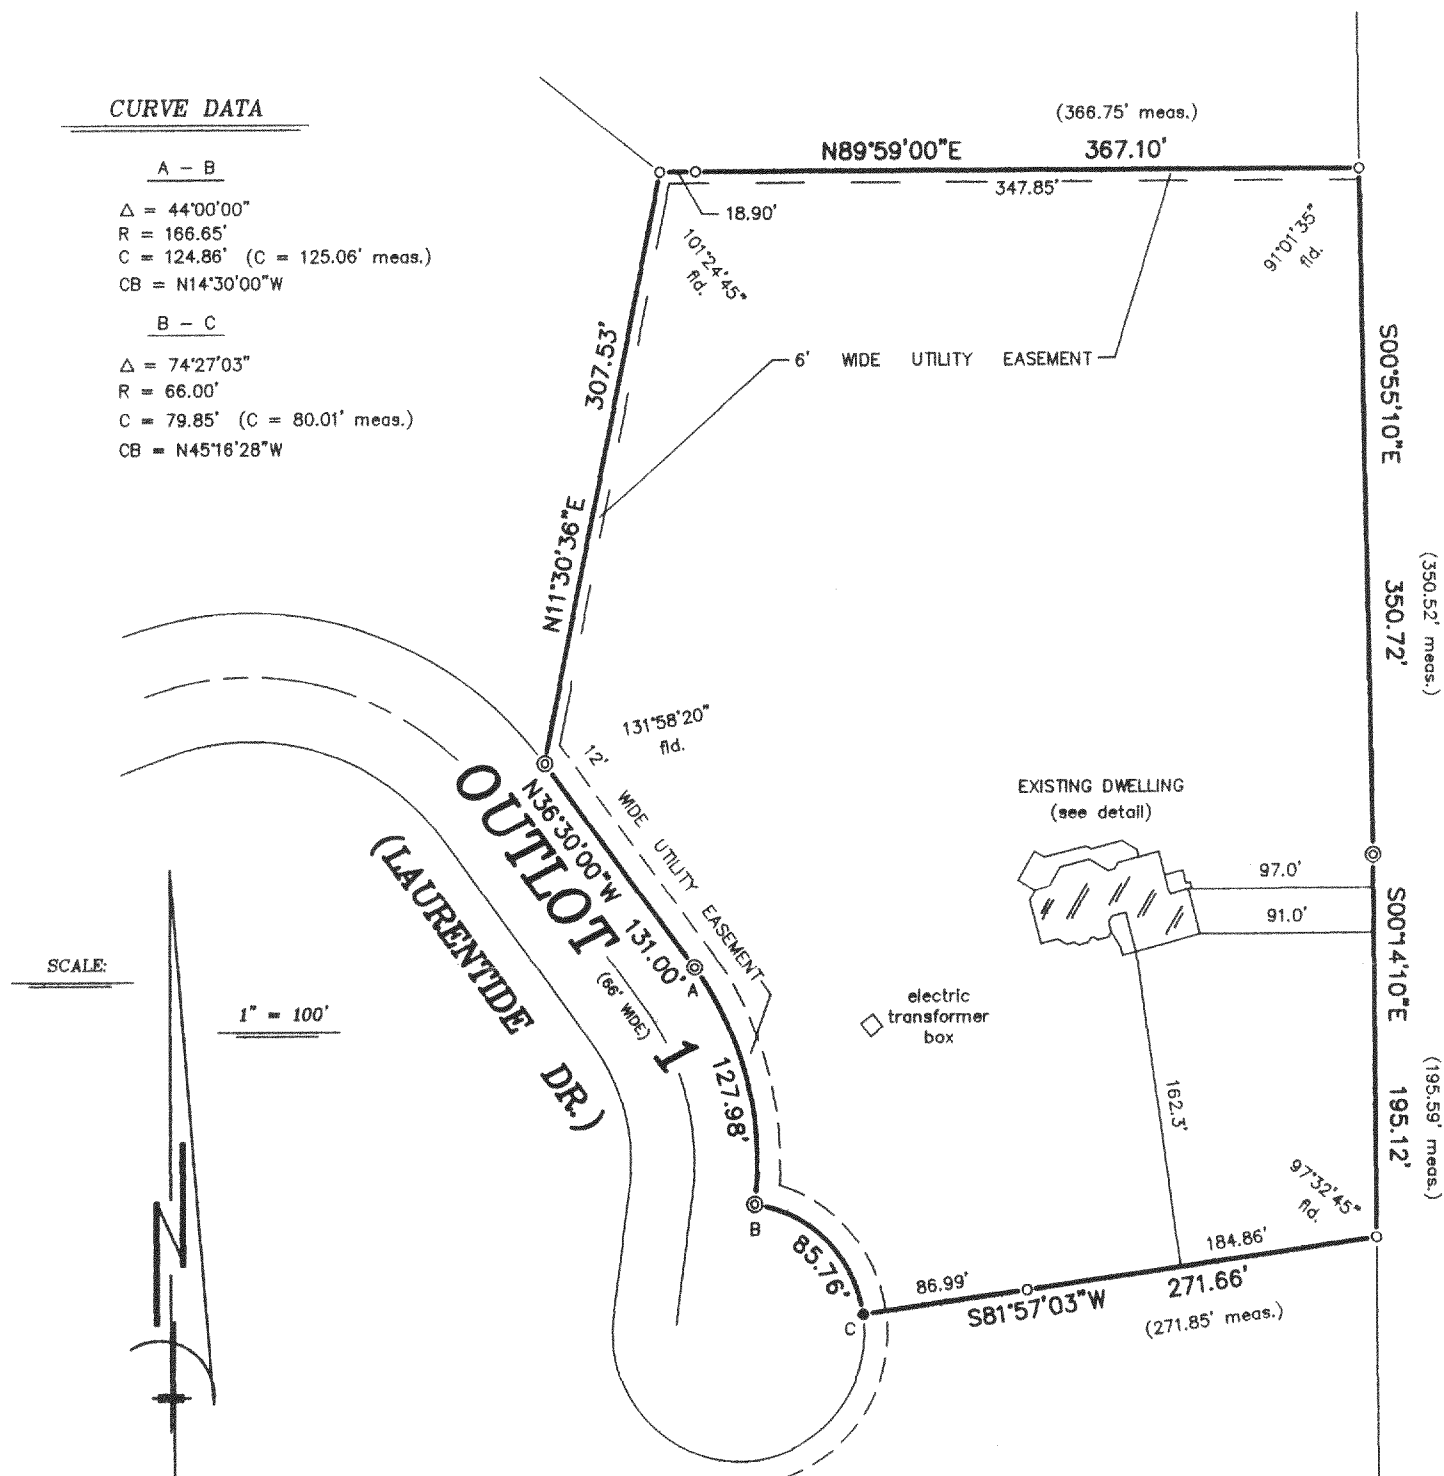 CURVE DATA
A - B
△ = 44°00'00"
R = 166.65'
C = 124.86' (C = 125.06' meas.)
CB = N14°30'00"W
B - C
△ = 74°27'03"
R = 66.00'
C = 79.85' (C = 80.01' meas.)
CB = N45°16'28"W
(366.75' meas.)
N89°59'00"E 367.10'
347.85'
18.90'
101°24'45"
fld.
91°01'35"
fld.
6' WIDE UTILITY EASEMENT
307.53'
N11°30'36"E
S00°55'10"E
350.72'
(350.52' meas.)
131°58'20"
fld.
12' WIDE UTILITY EASEMENT
N36°30'00"W 131.00'
OUTLOT 1
(66' WIDE)
(LAURENTIDE DR.)
EXISTING DWELLING
(see detail)
97.0'
91.0'
S00°14'10"E
195.12'
(195.59' meas.)
SCALE:
1" = 100'
electric
transformer
box
A
127.98'
162.3'
97°32'45"
fld.
B
85.76'
C
86.99'
184.86'
S81°57'03"W 271.66'
(271.85' meas.)
N